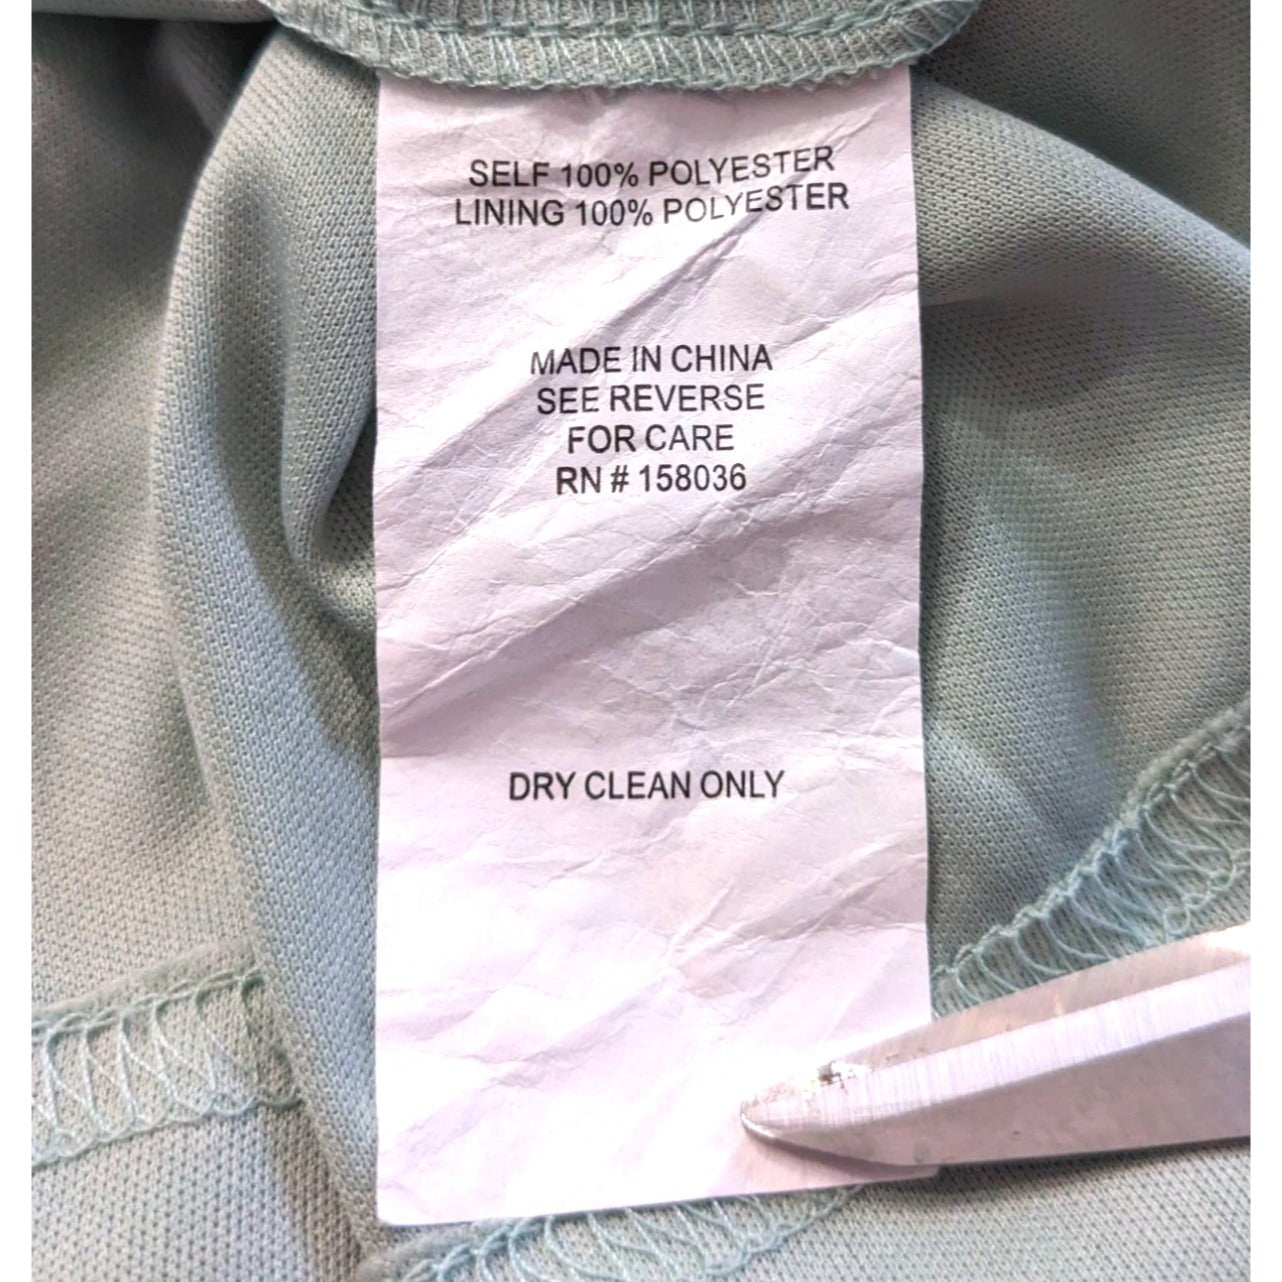 SELF 100% POLYESTER
LINING 100% POLYESTER
MADE IN CHINA
SEE REVERSE
FOR CARE
RN # 158036
DRY CLEAN ONLY